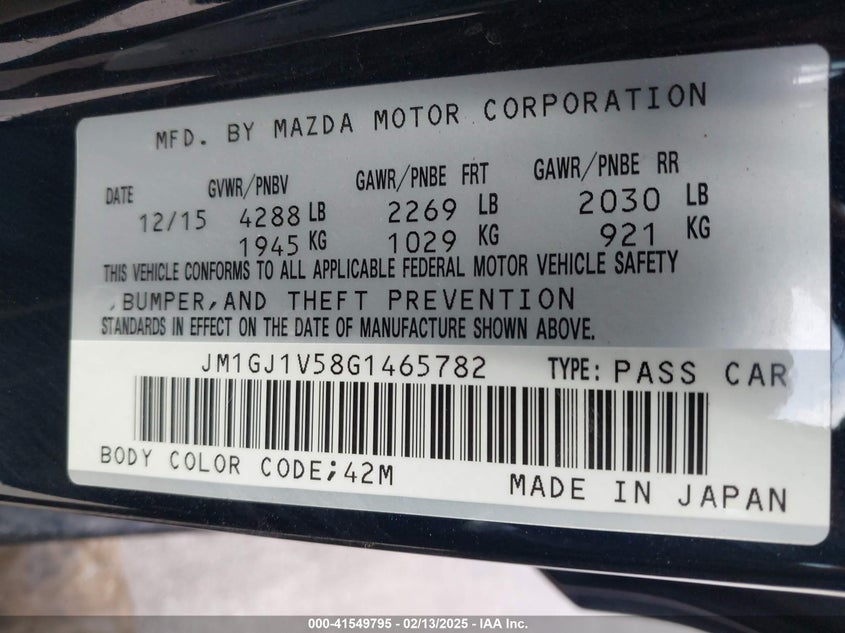 MFD. BY MAZDA MOTOR CORPORATION
DATE GVWR/PNBV GAWR/PNBE FRT GAWR/PNBE RR
12/15 4288 LB 2269 LB 2030 LB
1945 KG 1029 KG 921 KG
THIS VEHICLE CONFORMS TO ALL APPLICABLE FEDERAL MOTOR VEHICLE SAFETY
,BUMPER,AND THEFT PREVENTION
STANDARDS IN EFFECT ON THE DATE OF MANUFACTURE SHOWN ABOVE.
JM1GJ1V58G1465782 TYPE: PASS CAR
BODY COLOR CODE;42M MADE IN JAPAN
000-41549795 - 02/13/2025 - IAA Inc.